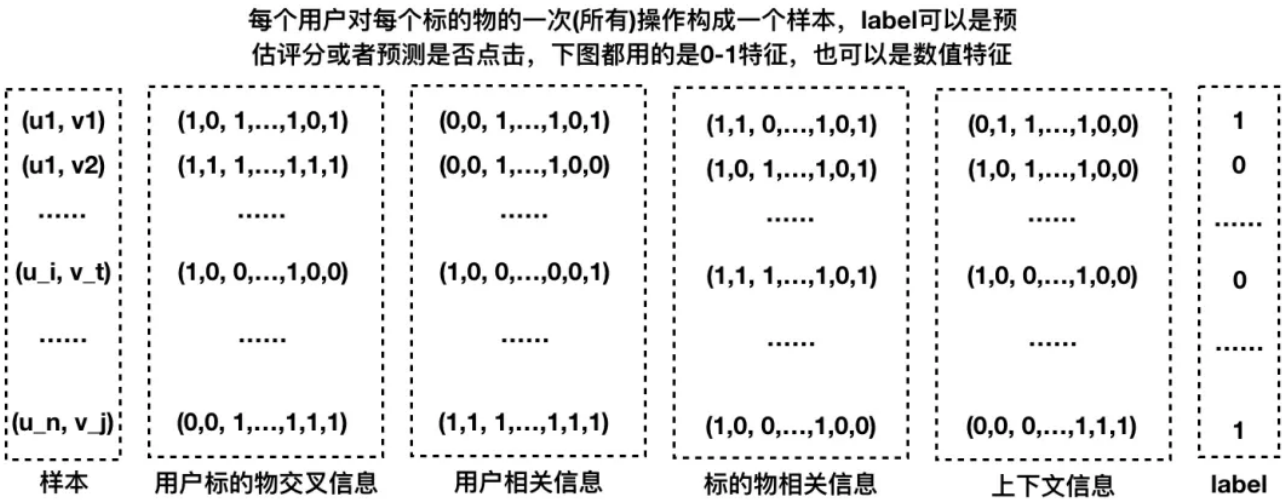 每个用户对每个标的物的一次(所有)操作构成一个样本，label可以是预
估评分或者预测是否点击，下图都用的是0-1特征，也可以是数值特征
(u1, v1) (1,0, 1,...,1,0,1) (0,0, 1,...,1,0,1) (1,1, 0,...,1,0,1) (0,1, 1,...,1,0,0) 1
(u1, v2) (1,1, 1,...,1,1,1) (0,0, 1,...,1,0,0) (1,0, 1,...,1,0,1) (1,0, 1,...,1,0,0) 0
...... ...... ...... ...... ...... ......
(u_i, v_t) (1,0, 0,...,1,0,0) (1,0, 0,...,0,0,1) (1,1, 1,...,1,0,1) (1,0, 0,...,1,0,0) 0
...... ...... ...... ...... ...... ......
(u_n, v_j) (0,0, 1,...,1,1,1) (1,1, 1,...,1,1,1) (1,0, 0,...,1,0,0) (0,0, 0,...,1,1,1) 1
样本 用户标的物交叉信息 用户相关信息 标的物相关信息 上下文信息 label